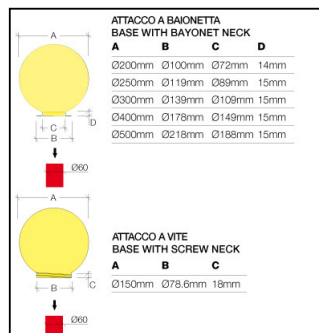 ATTACCO A BAIONETTA
BASE WITH BAYONET NECK
A B C D
Ø200mm Ø100mm Ø72mm 14mm
Ø250mm Ø119mm Ø89mm 15mm
Ø300mm Ø139mm Ø109mm 15mm
Ø400mm Ø178mm Ø149mm 15mm
Ø500mm Ø218mm Ø188mm 15mm
A
D
C
B
Ø60
ATTACCO A VITE
BASE WITH SCREW NECK
A B C
Ø150mm Ø78.6mm 18mm
A
B
C
Ø60